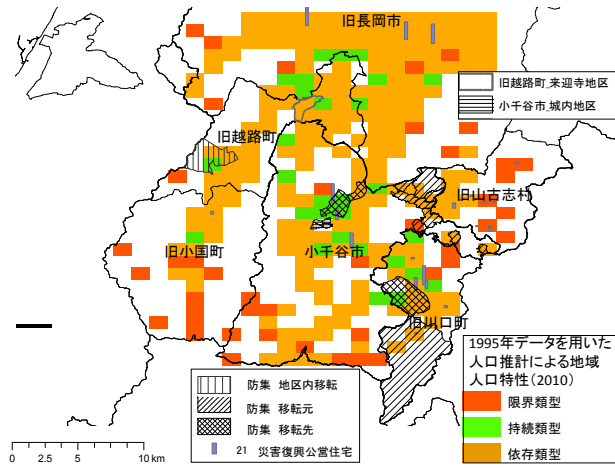 旧長岡市
旧越路町_来迎寺地区
小千谷市_城内地区
旧越路町
旧山古志村
旧小国町
小千谷市
旧川口町
防集 地区内移転
防集 移転元
防集 移転先
21 災害復興公営住宅
1995年データを用いた
人口推計による地域
人口特性(2010)
限界類型
持続類型
依存類型
0 2.5 5 10 km